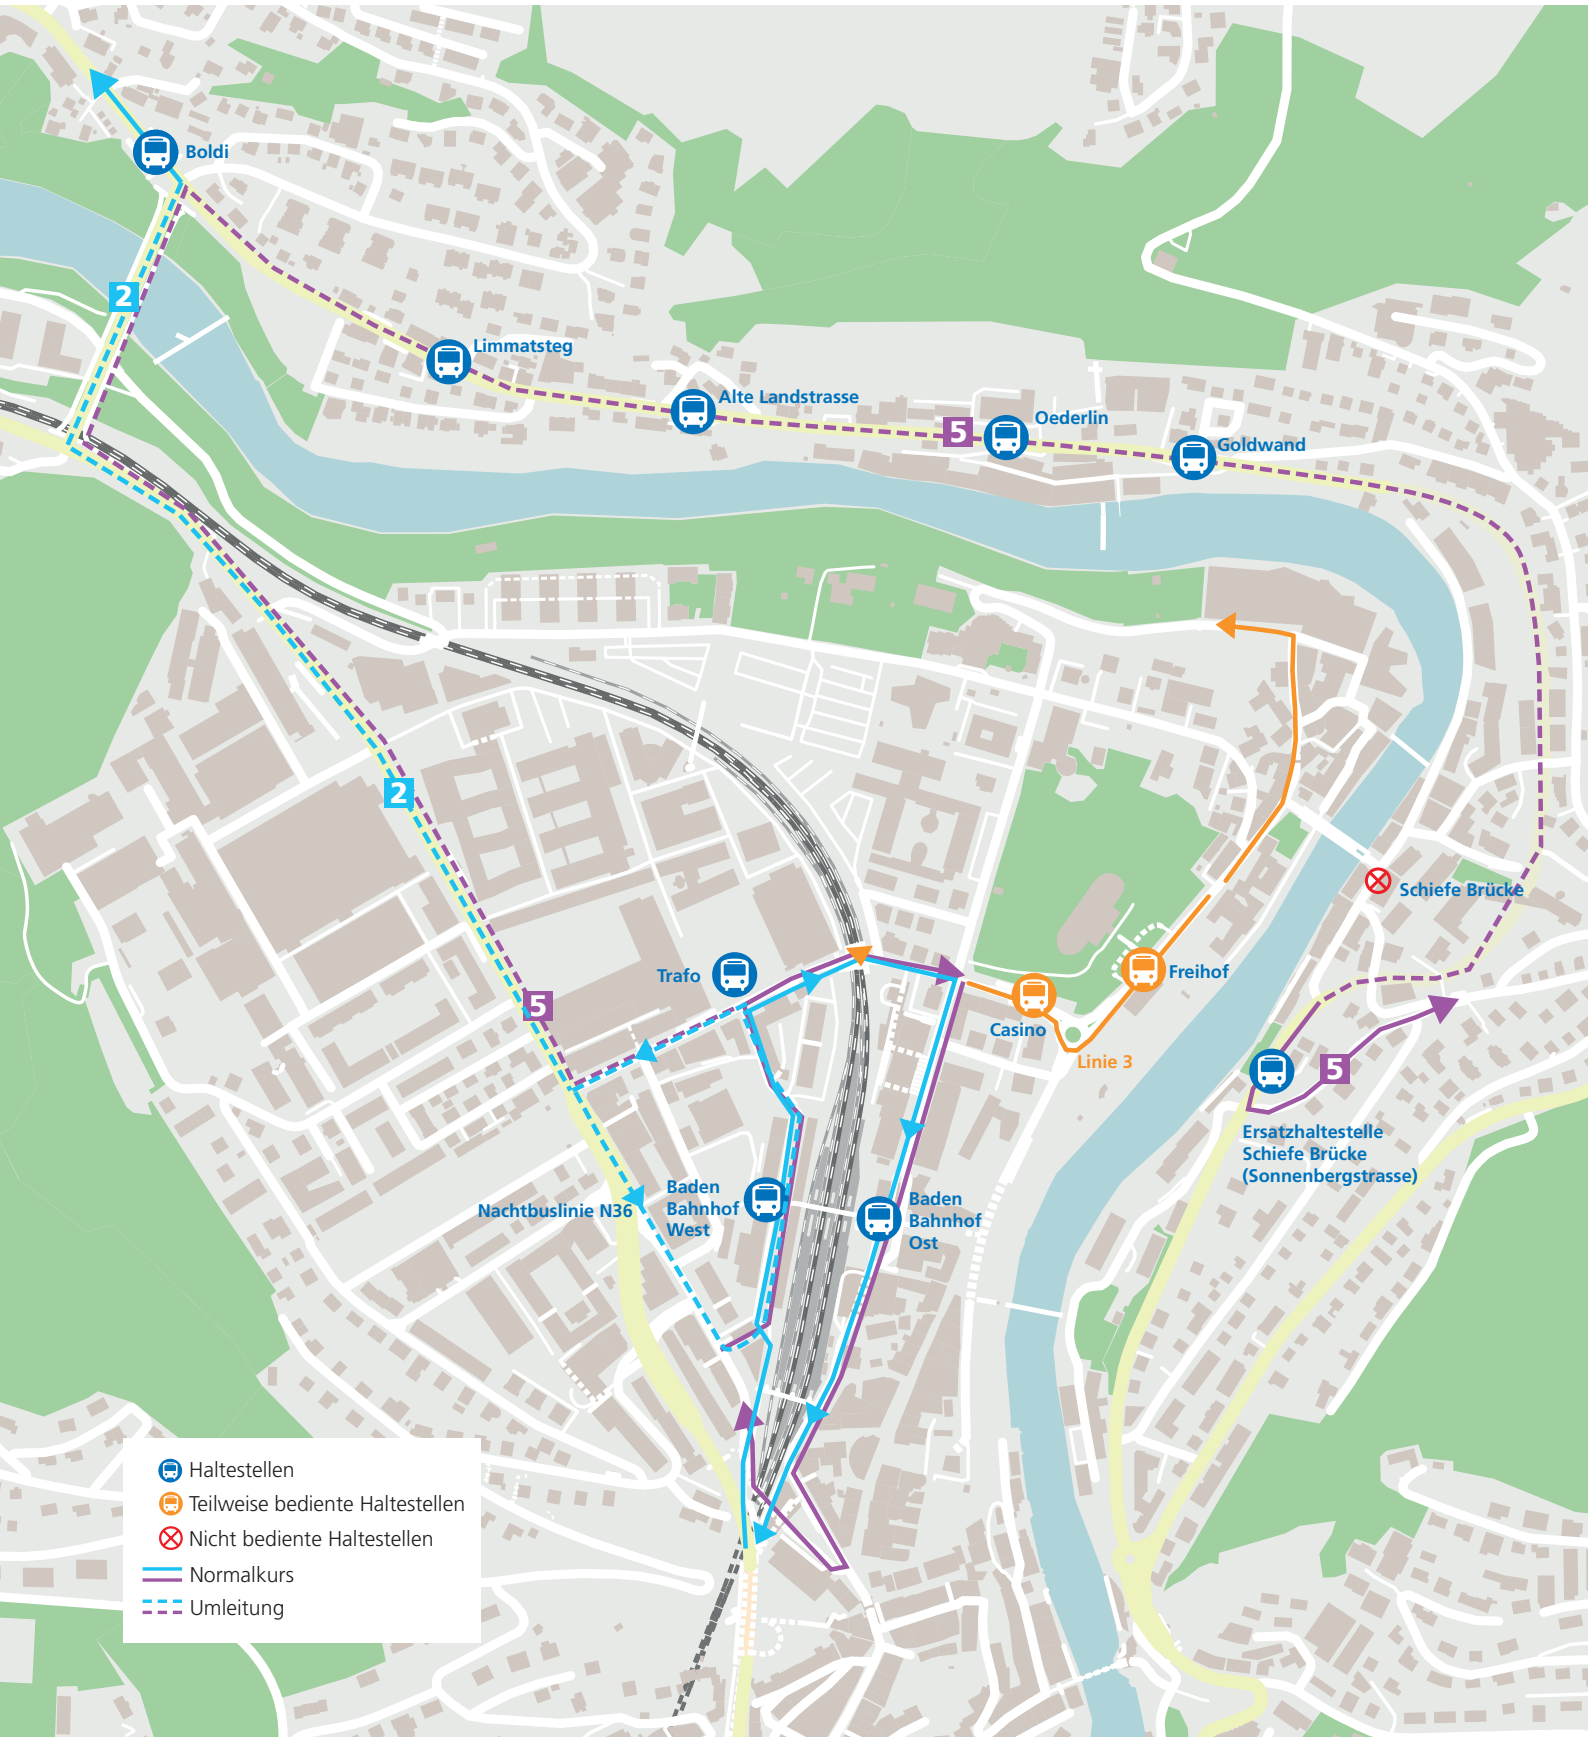 Boldi
2
Limmatsteg
Alte Landstrasse
5
Oederlin
Goldwand
2
Schiefe Brücke
5
Trafo
Freihof
Casino
Linie 3
5
Ersatzhaltestelle
Schiefe Brücke
(Sonnenbergstrasse)
Nachtbuslinie N36
Baden
Bahnhof
West
Baden
Bahnhof
Ost
Haltestellen
Teilweise bediente Haltestellen
Nicht bediente Haltestellen
Normalkurs
Umleitung